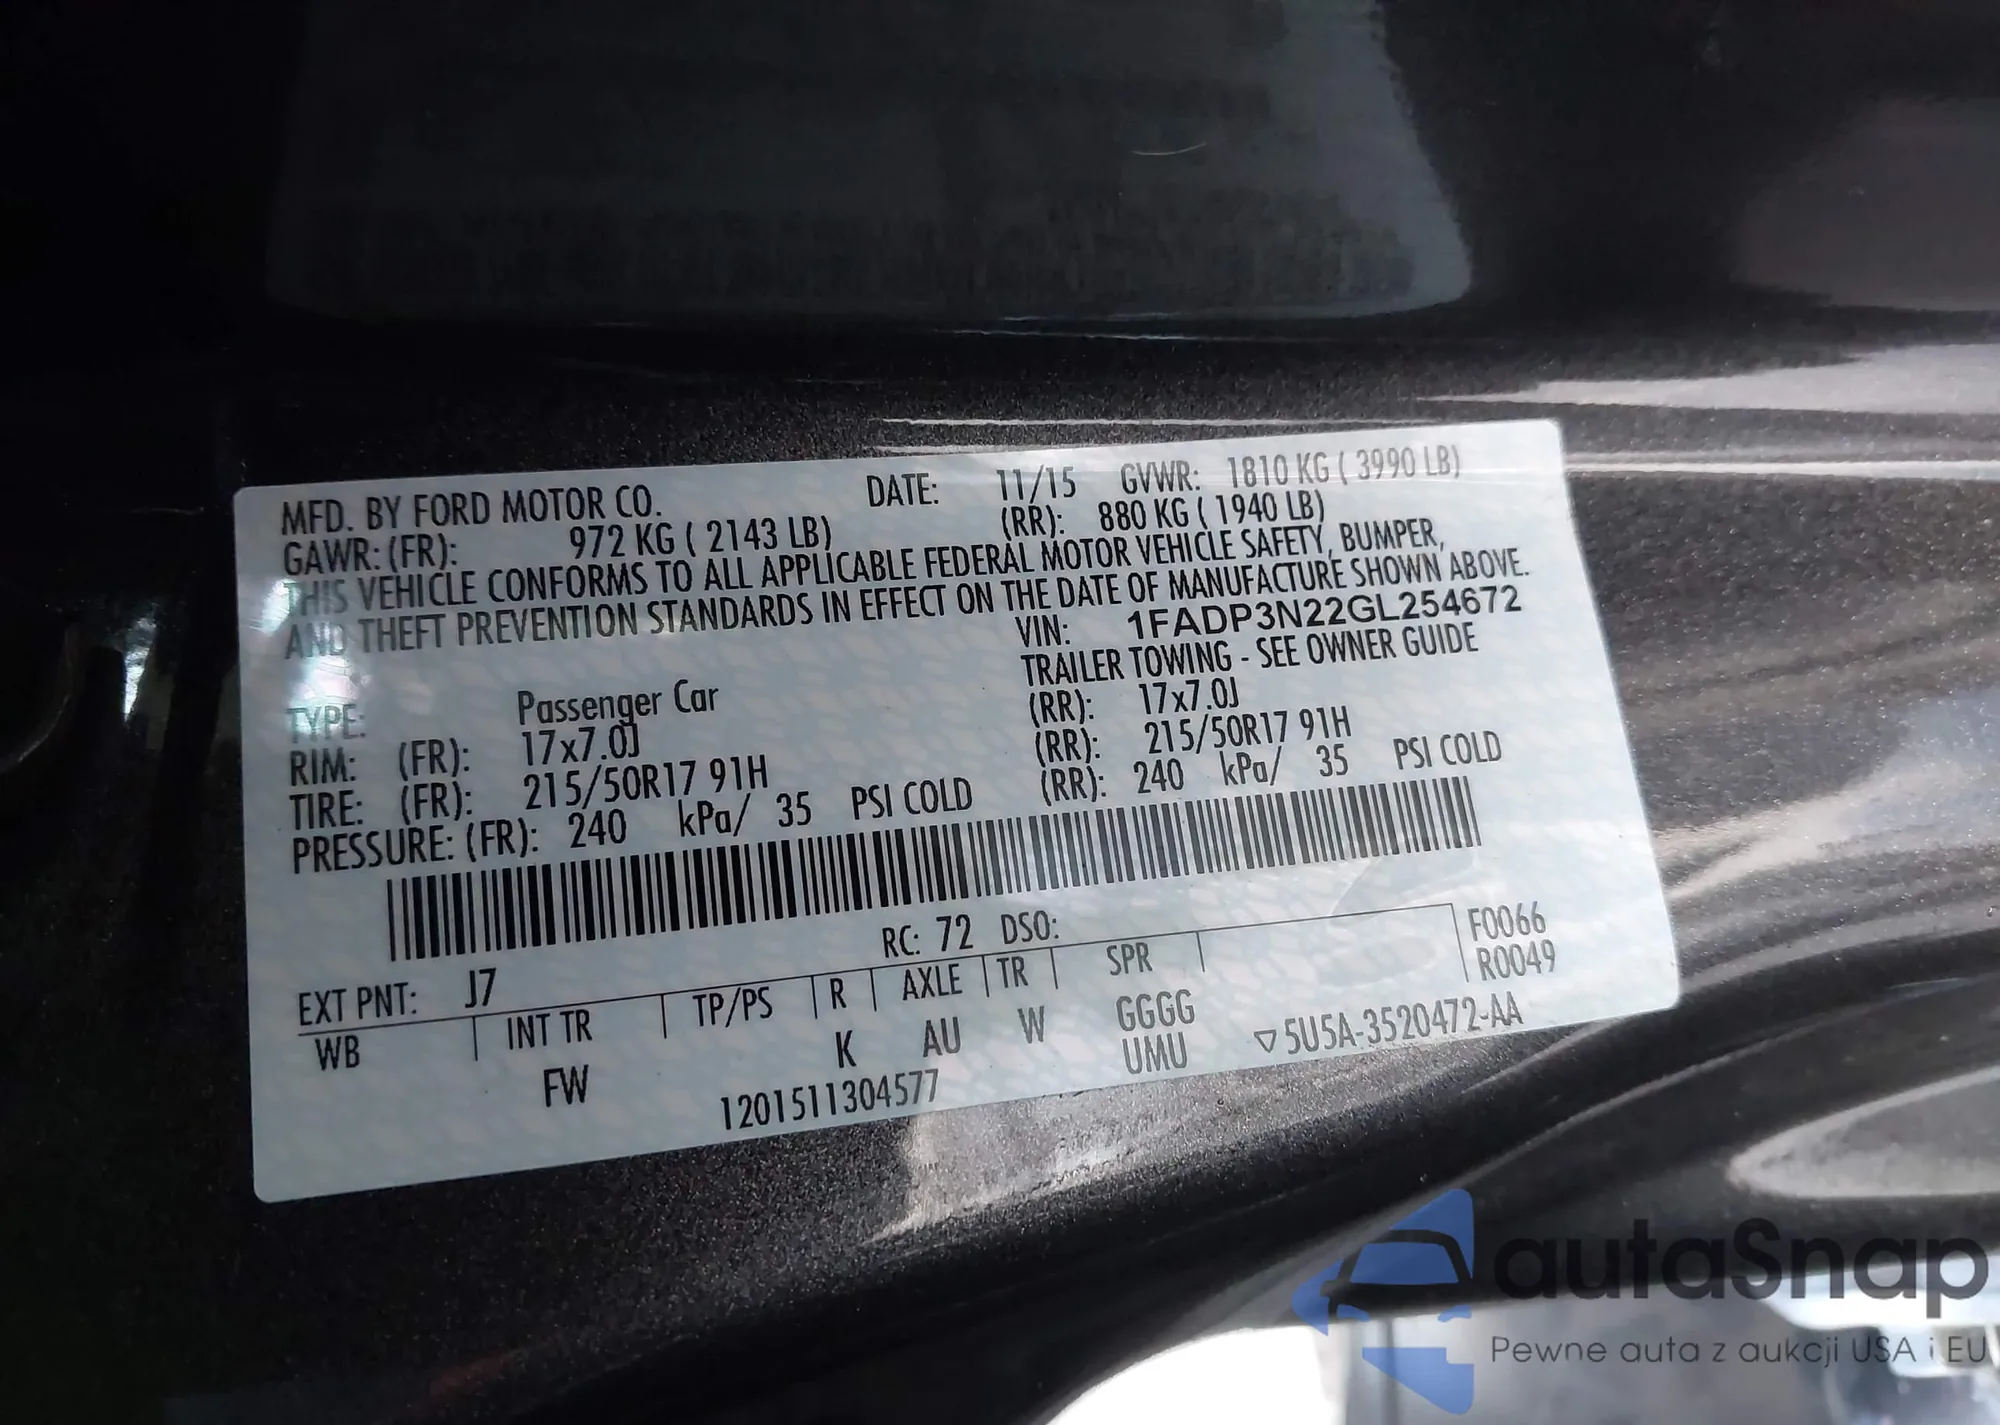 MFD. BY FORD MOTOR CO. DATE: 11/15 GVWR: 1810 KG ( 3990 LB)
GAWR: (FR): 972 KG ( 2143 LB) (RR): 880 KG ( 1940 LB)
THIS VEHICLE CONFORMS TO ALL APPLICABLE FEDERAL MOTOR VEHICLE SAFETY, BUMPER,
AND THEFT PREVENTION STANDARDS IN EFFECT ON THE DATE OF MANUFACTURE SHOWN ABOVE.
VIN: 1FADP3N22GL254672
TRAILER TOWING - SEE OWNER GUIDE
TYPE: Passenger Car
RIM: (FR): 17x7.0J (RR): 17x7.0J
TIRE: (FR): 215/50R17 91H (RR): 215/50R17 91H
PRESSURE: (FR): 240 kPa/ 35 PSI COLD (RR): 240 kPa/ 35 PSI COLD
EXT PNT: J7 RC: 72 DSO: F0066
R0049
WB INT TR TP/PS R AXLE TR SPR
FW K AU W GGGG
UMU
1201511304577
▽5U5A-3520472-AA
autaSnap
Pewne auta z aukcji USA i EU